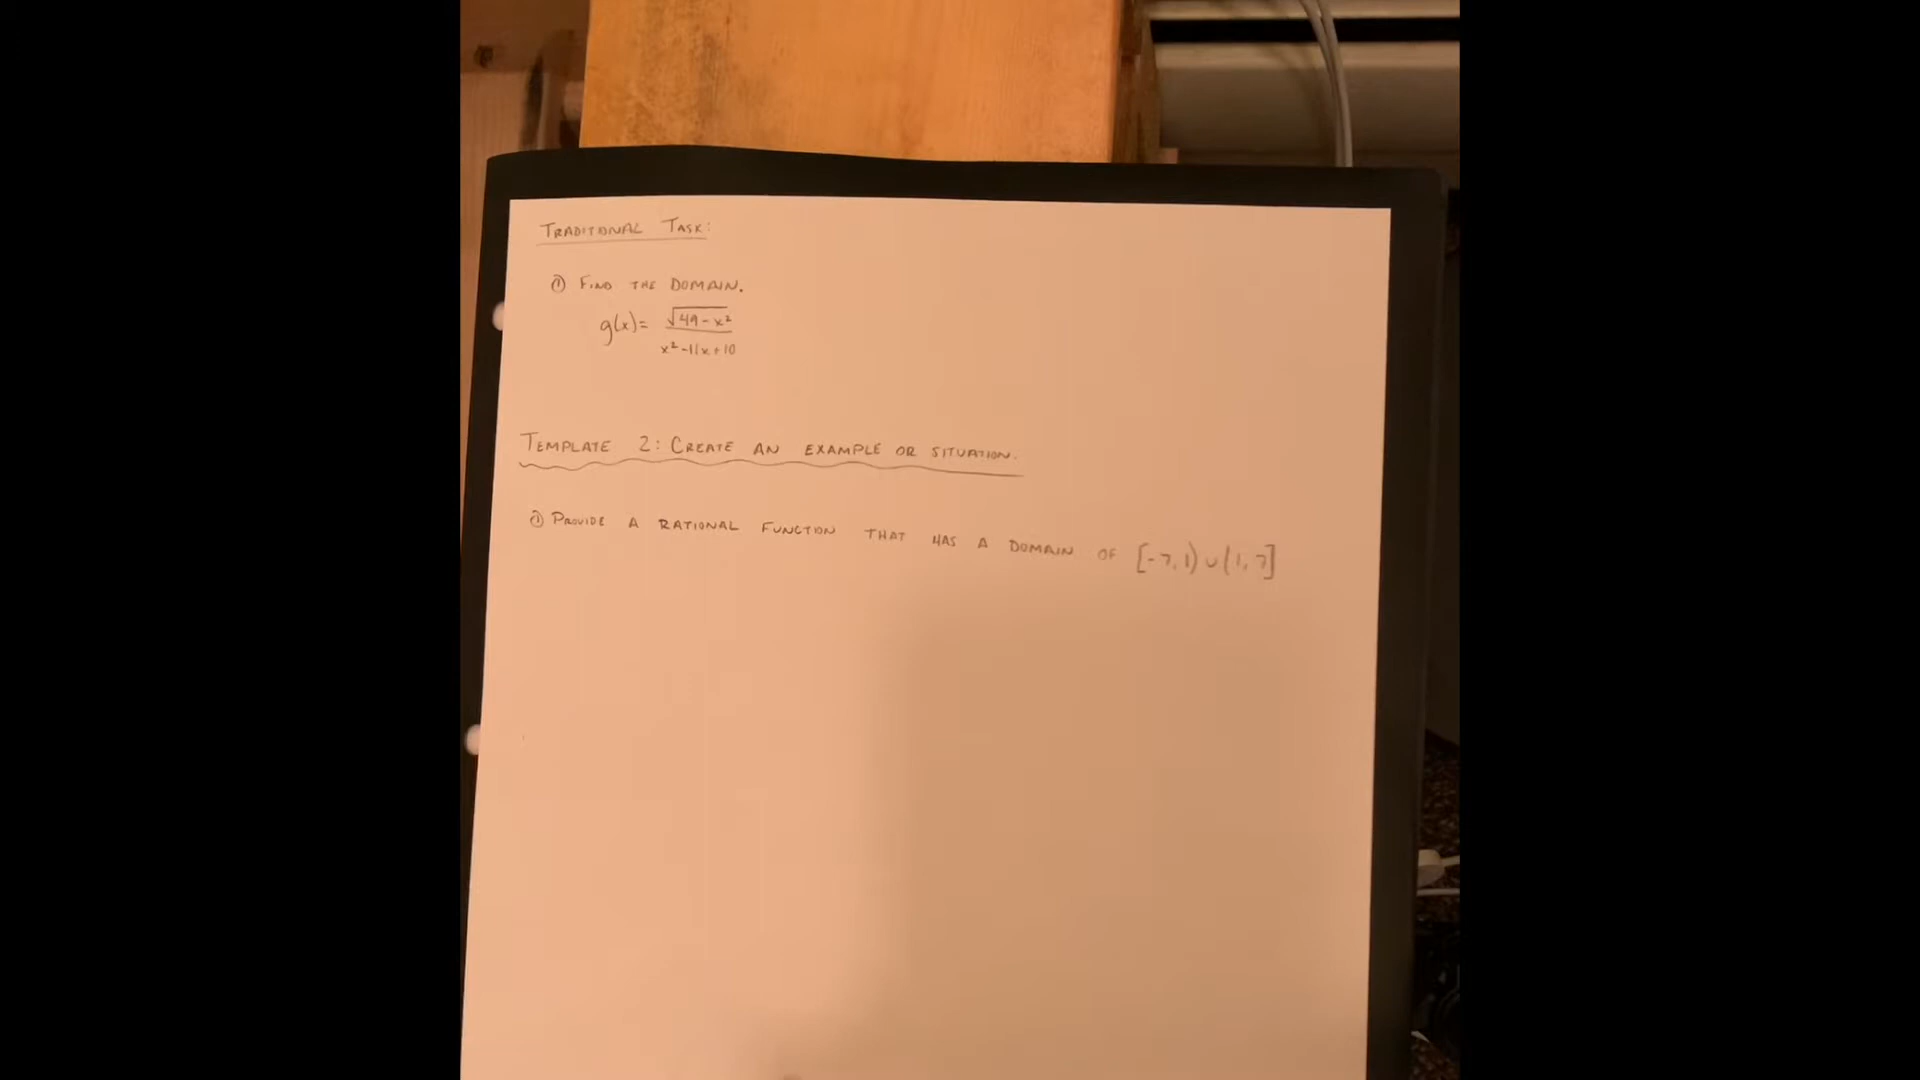 TRADITIONAL TASK:
① FIND THE DOMAIN.
g(x) = √(49-x²) / (x²-11x+10)
TEMPLATE 2: CREATE AN EXAMPLE OR SITUATION.
① PROVIDE A RATIONAL FUNCTION THAT HAS A DOMAIN OF [-7,1)∪(1,7]